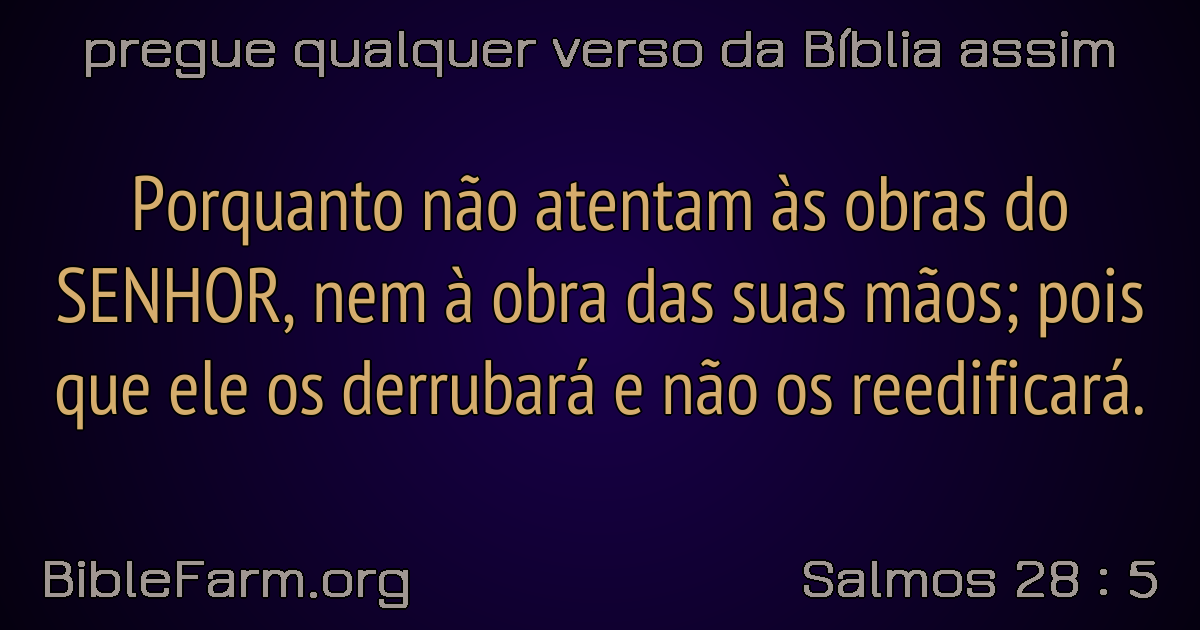 pregue qualquer verso da Bíblia assim
Porquanto não atentam às obras do
SENHOR, nem à obra das suas mãos; pois
que ele os derrubará e não os reedificará.
BibleFarm.org
Salmos 28 : 5